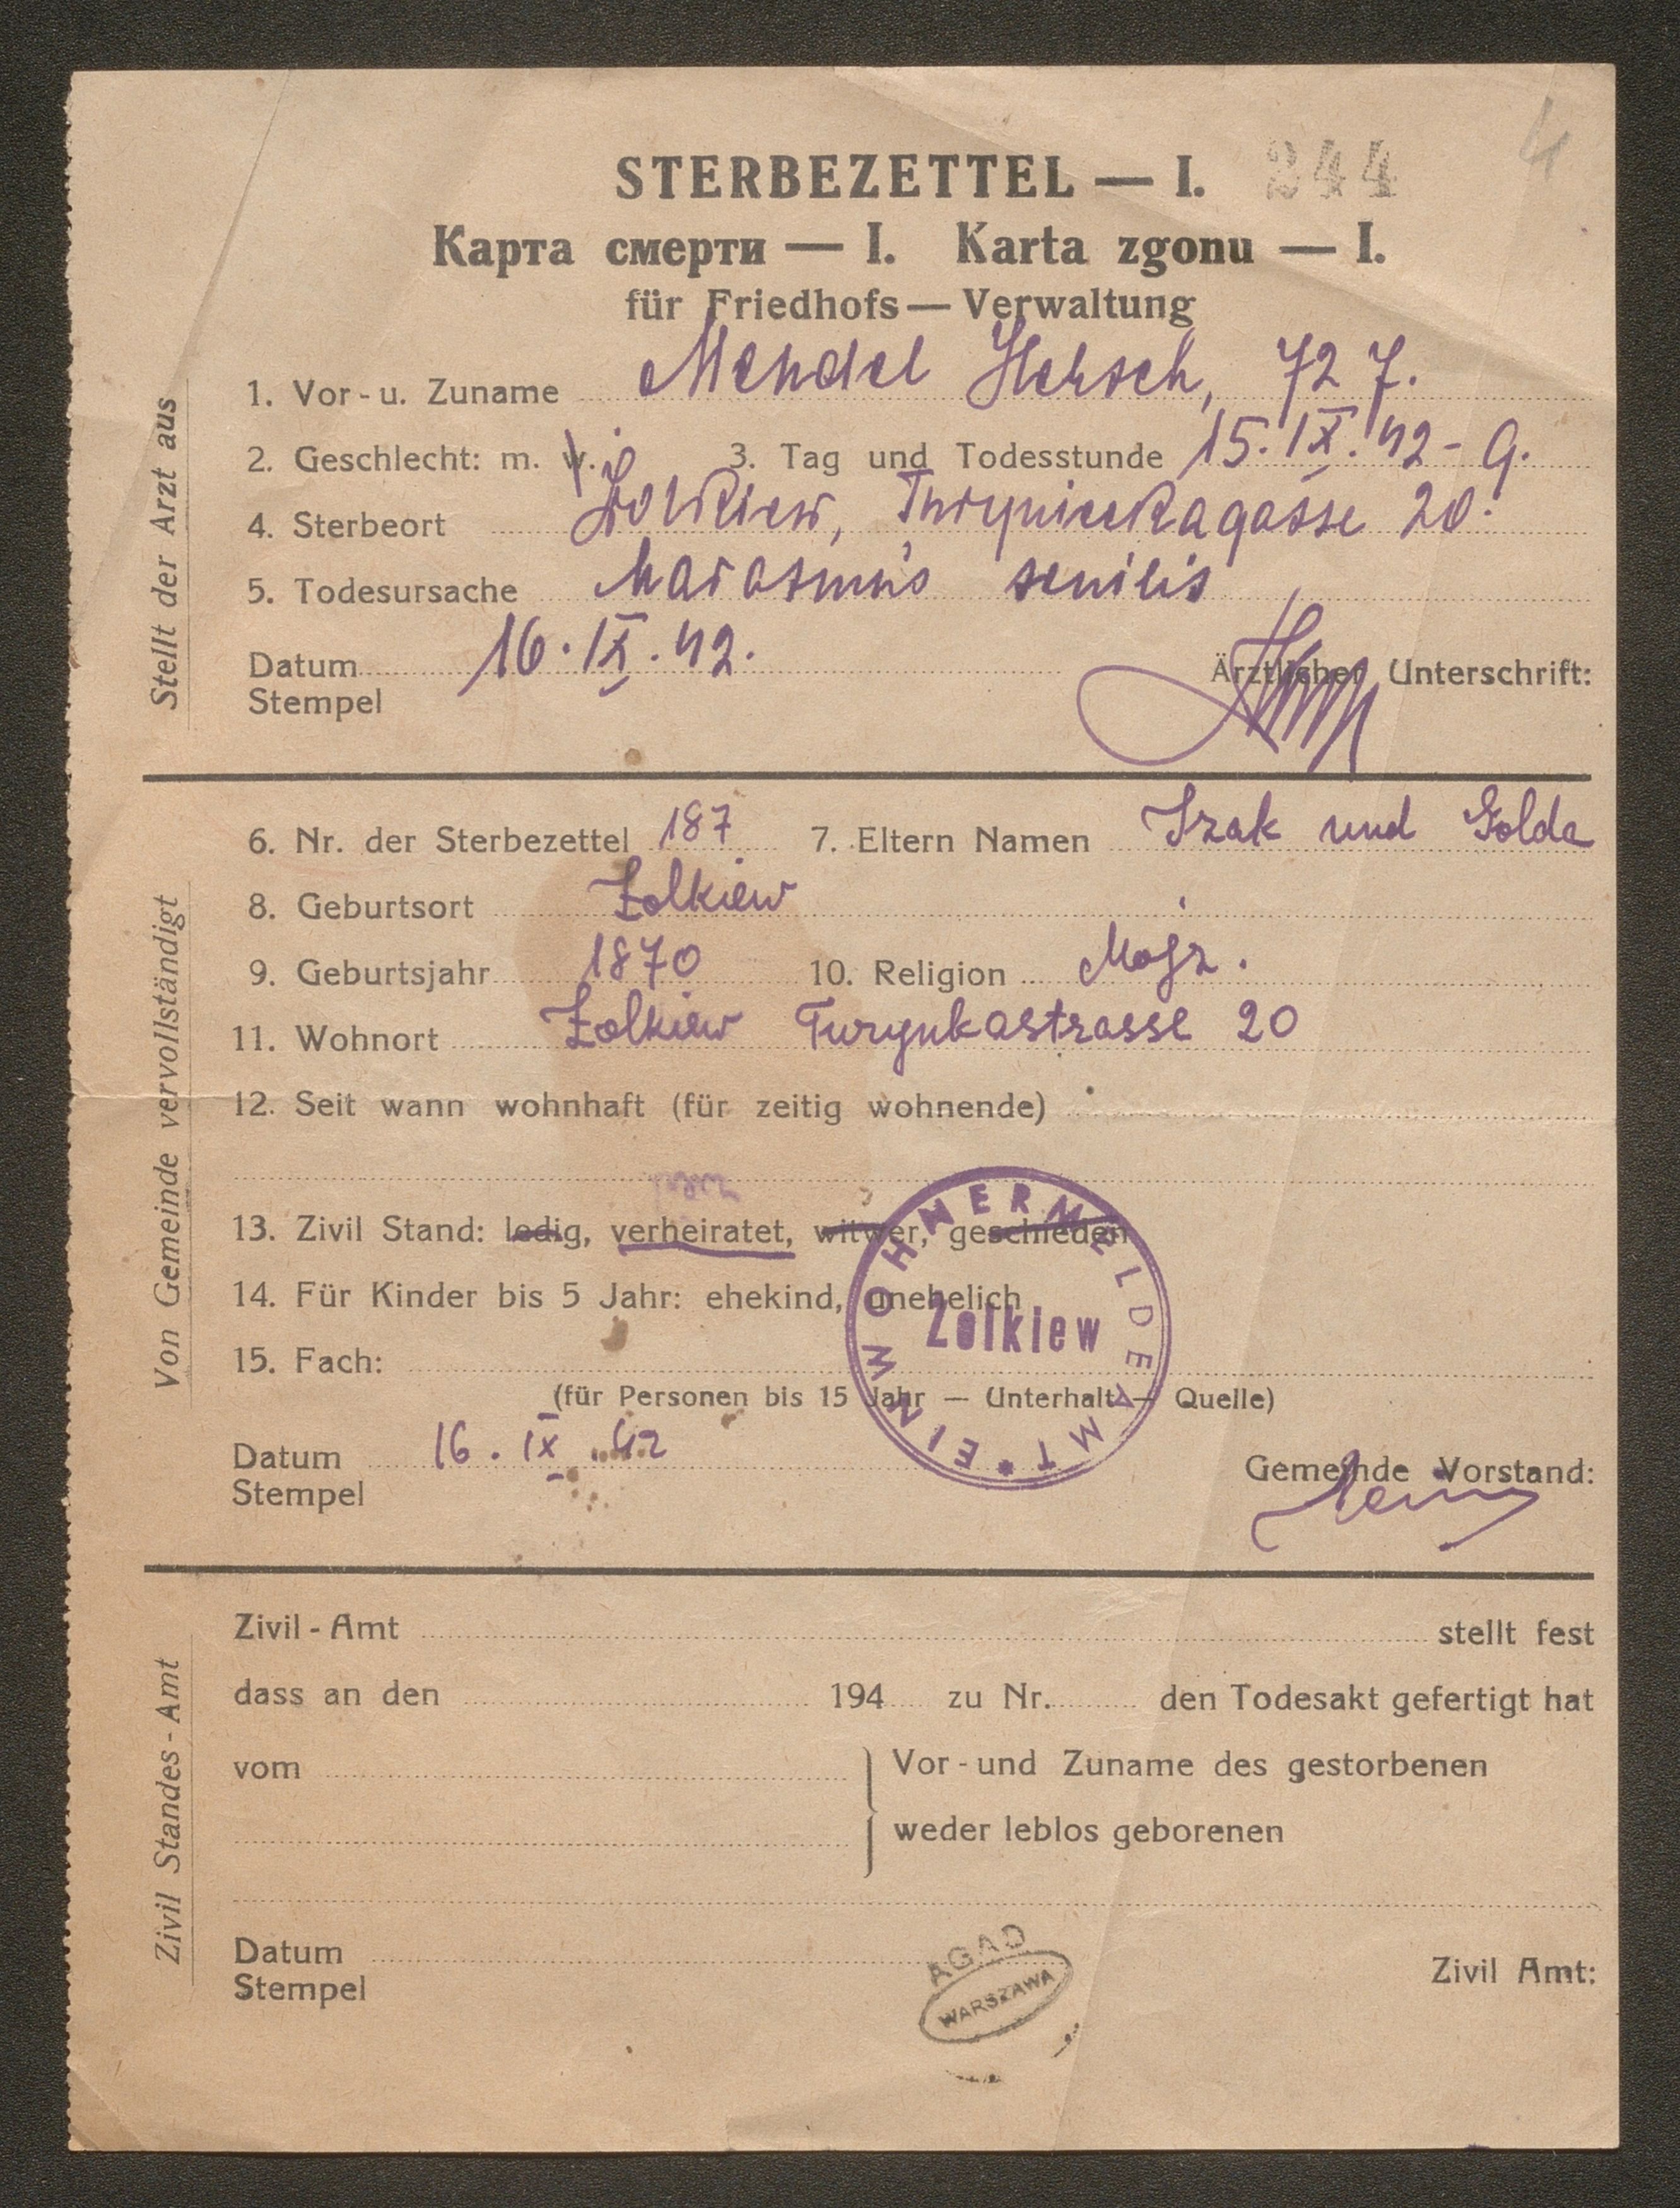 244 4
STERBEZETTEL — I.
Карта смерти — I. Karta zgonu — I.
für Friedhofs — Verwaltung
Stellt der Arzt aus
1. Vor - u. Zuname Mendel Hersch, 72 J.
2. Geschlecht: m. w. 3. Tag und Todesstunde 15. IX. 42 - 9.
4. Sterbeort Żolkiew, Turynieckagasse 20.
5. Todesursache Marasmus senilis
Datum 16. IX. 42. Ärztlicher Unterschrift:
Stempel
Von Gemeinde vervollständigt
6. Nr. der Sterbezettel 187 7. Eltern Namen Izak und Golda
8. Geburtsort Żolkiew
9. Geburtsjahr 1870 10. Religion Mojż.
11. Wohnort Żolkiew Turynkastrasse 20
12. Seit wann wohnhaft (für zeitig wohnende)
13. Zivil Stand: ledig, verheiratet, witwer, geschieden
14. Für Kinder bis 5 Jahr: ehekind, unehelich
15. Fach:
(für Personen bis 15 Jahr — Unterhalt — Quelle)
EINWOHNERMELDEAMT
Zolkiew
Datum 16. IX. 42 Gemeinde Vorstand:
Stempel
Zivil Standes - Amt
Zivil - Amt stellt fest
dass an den 194 zu Nr. den Todesakt gefertigt hat
vom Vor - und Zuname des gestorbenen
weder leblos geborenen
Datum Zivil Amt:
Stempel
AGAD
WARSZAWA